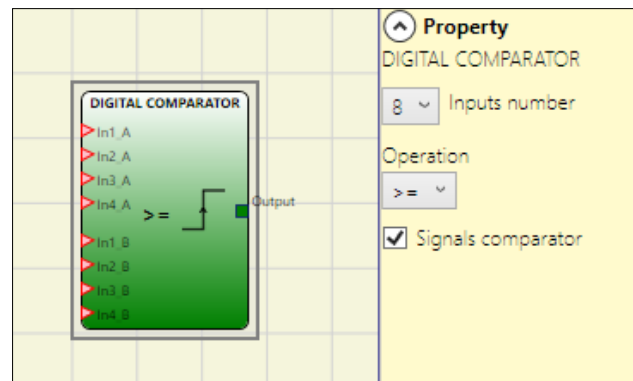 DIGITAL COMPARATOR
In1_A
In2_A
In3_A
In4_A
>=
Output
In1_B
In2_B
In3_B
In4_B
Property
DIGITAL COMPARATOR
8 Inputs number
Operation
>=
Signals comparator